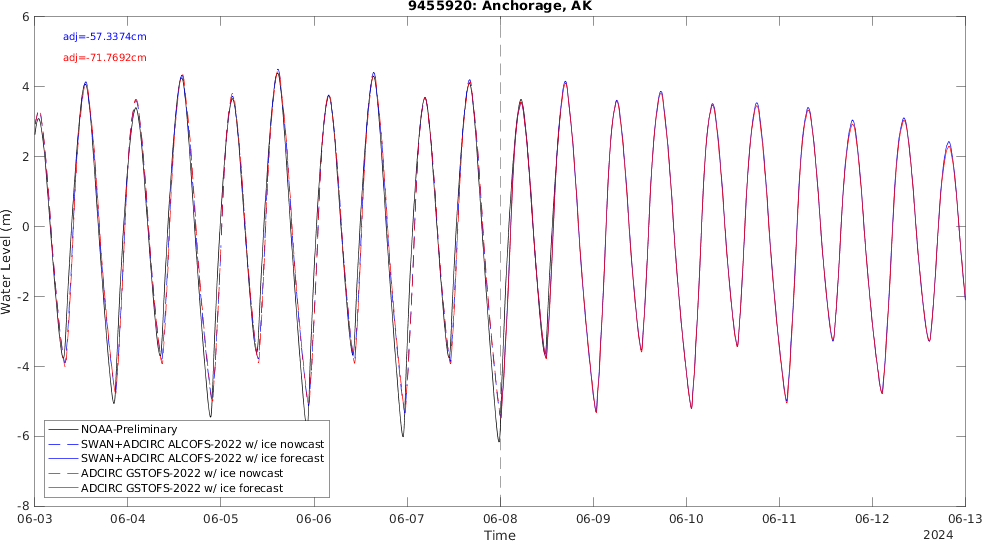 9455920: Anchorage, AK
adj=-57.3374cm
adj=-71.7692cm
6
4
2
0
-2
-4
-6
-8
Water Level (m)
NOAA-Preliminary
SWAN+ADCIRC ALCOFS-2022 w/ ice nowcast
SWAN+ADCIRC ALCOFS-2022 w/ ice forecast
ADCIRC GSTOFS-2022 w/ ice nowcast
ADCIRC GSTOFS-2022 w/ ice forecast
06-03 06-04 06-05 06-06 06-07 06-08 06-09 06-10 06-11 06-12 06-13
Time
2024